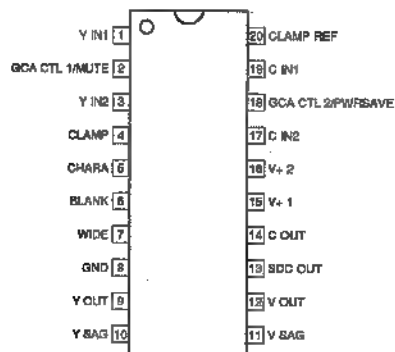 Y IN1 1
GCA CTL 1/MUTE 2
Y IN2 3
CLAMP 4
CHARA 5
BLANK 6
WIDE 7
GND 8
Y OUT 9
Y SAG 10
20 CLAMP REF
19 C IN1
18 GCA CTL 2/PWRSAVE
17 C IN2
16 V+ 2
15 V+ 1
14 C OUT
13 SDC OUT
12 V OUT
11 V SAG